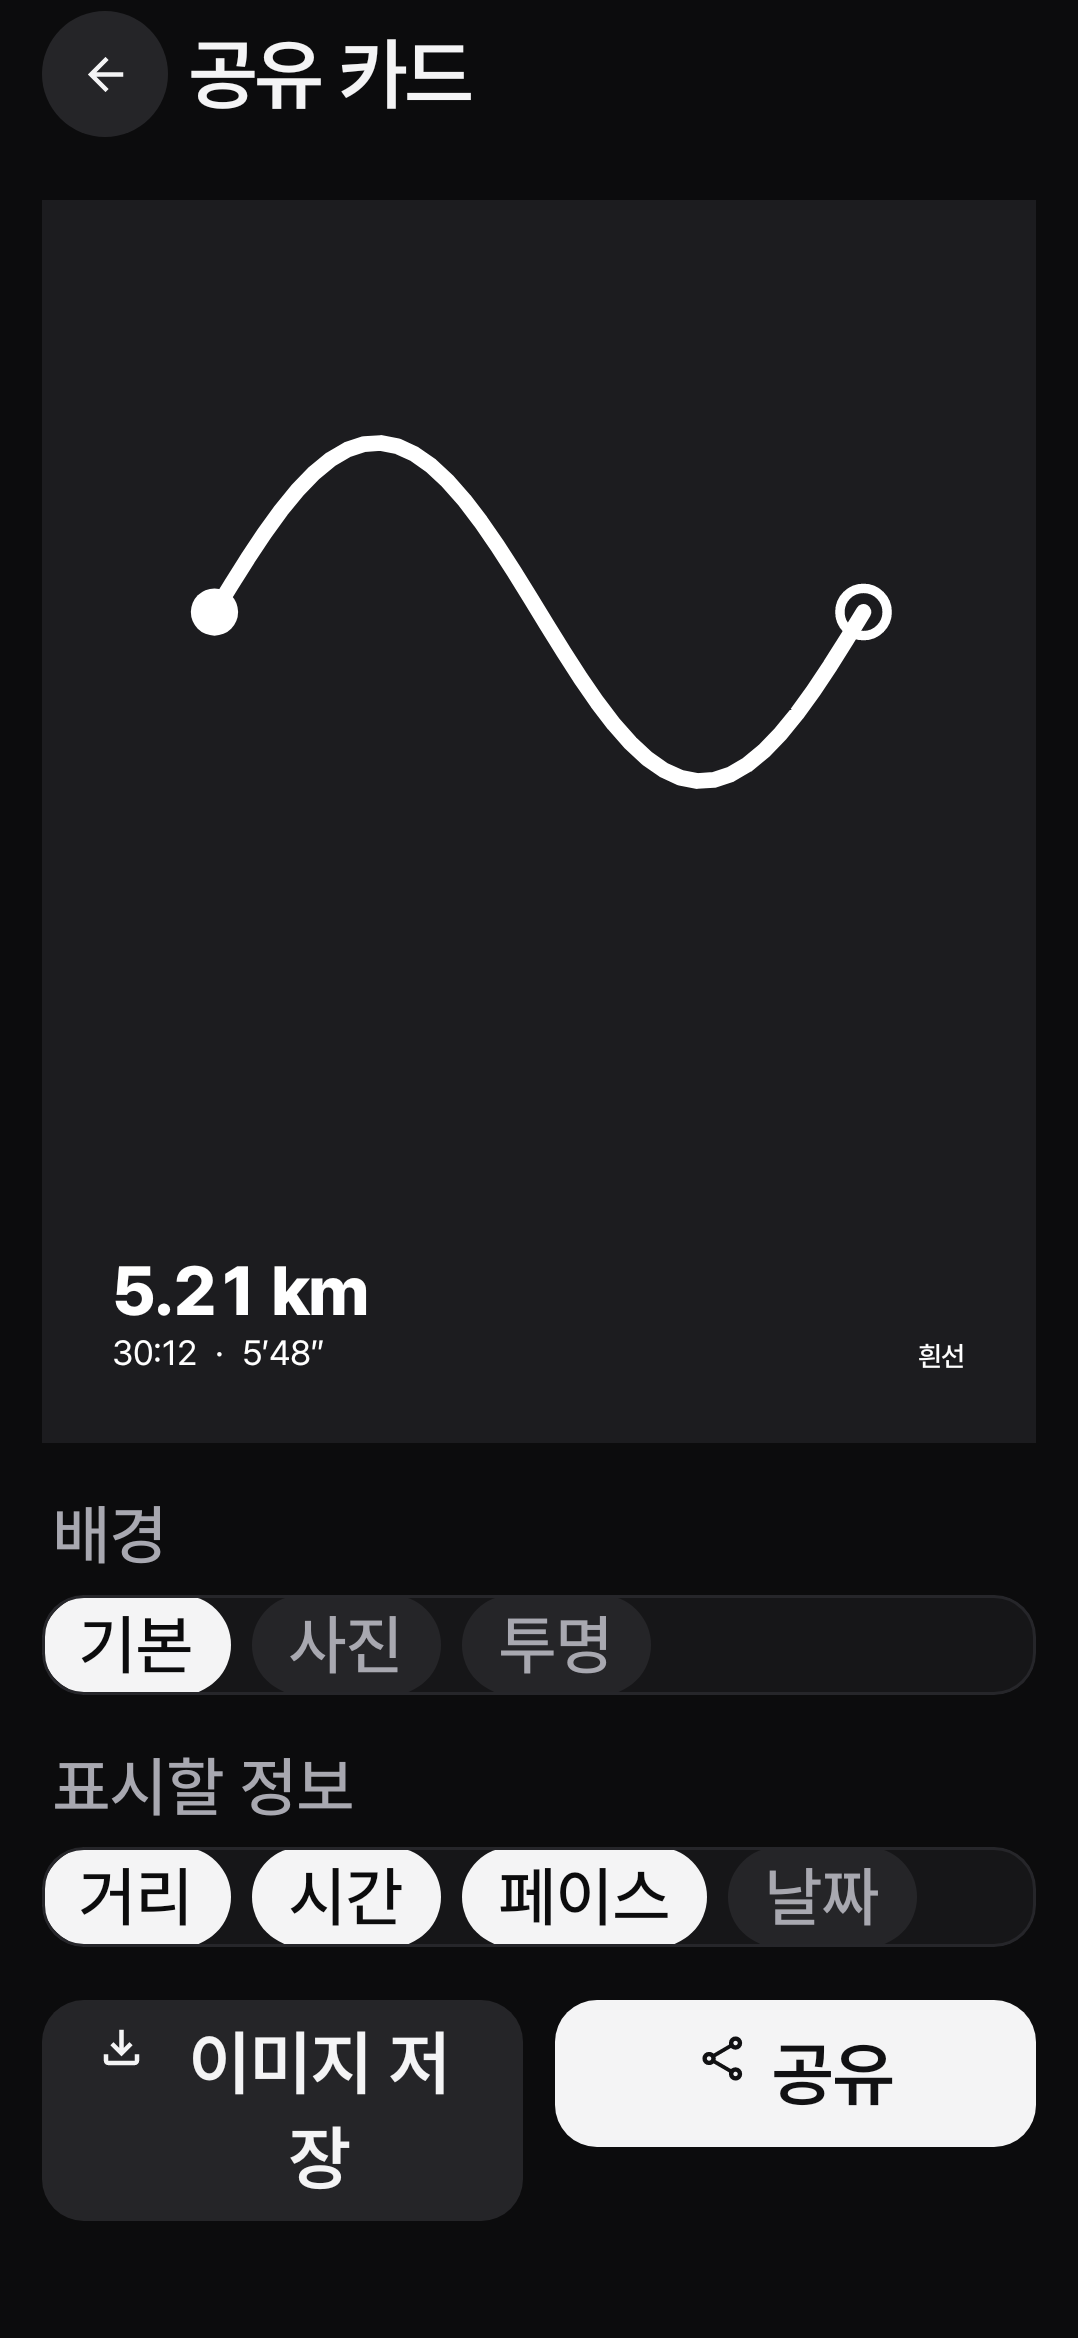 공유 카드
5.21 km
30:12 · 5′48″
흰선
배경
기본 사진 투명
표시할 정보
거리 시간 페이스 날짜
이미지 저
장
공유